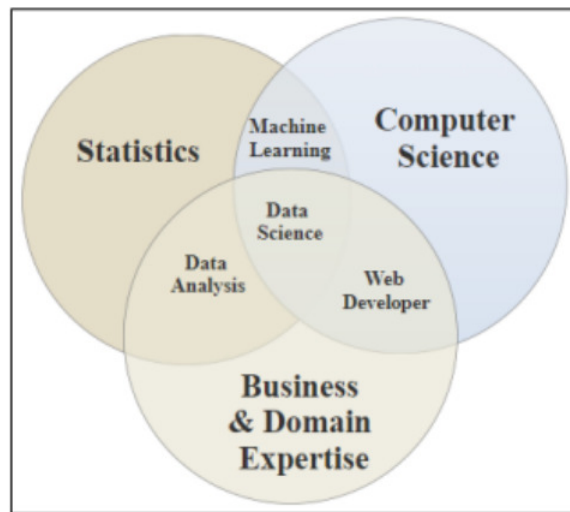 Statistics
Machine
Learning
Computer
Science
Data
Science
Data
Analysis
Web
Developer
Business
& Domain
Expertise